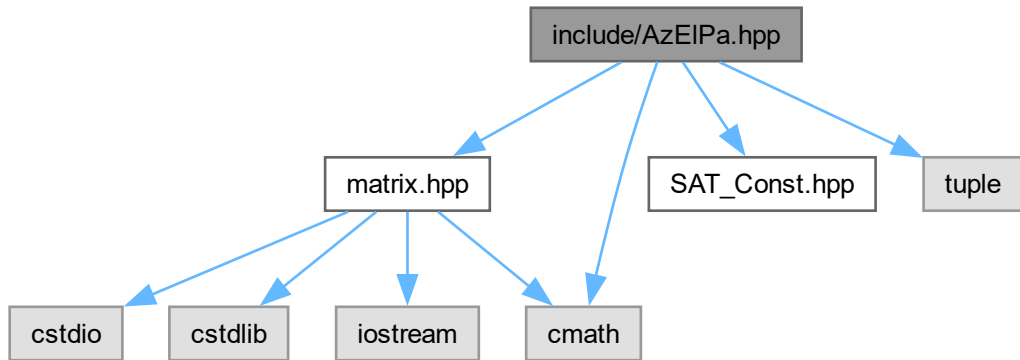 include/AzElPa.hpp
matrix.hpp
SAT_Const.hpp
tuple
cstdio
cstdlib
iostream
cmath